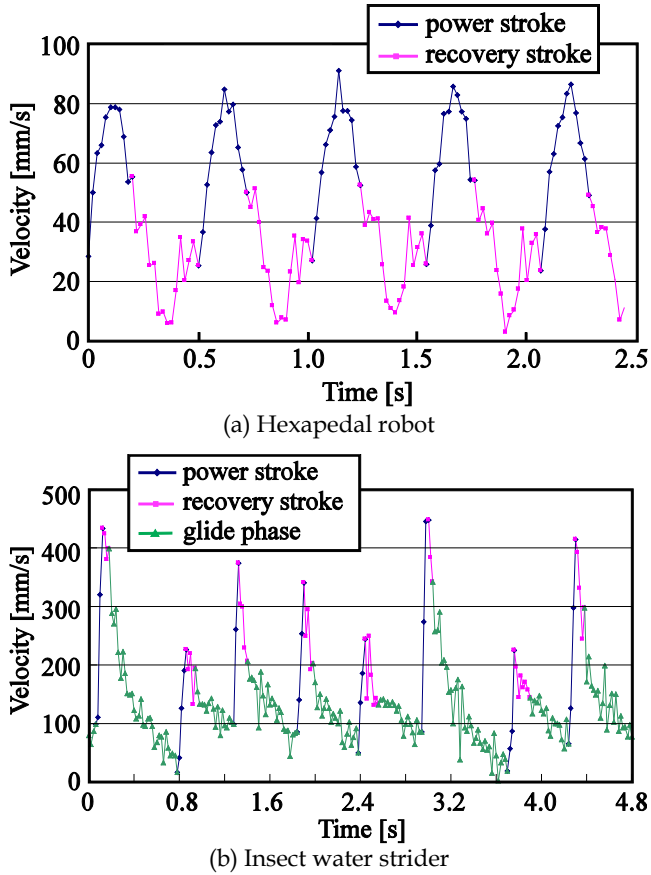 power stroke
recovery stroke
100
80
60
40
20
0
Velocity [mm/s]
0 0.5 1.0 1.5 2.0 2.5
Time [s]
(a) Hexapedal robot
power stroke
recovery stroke
glide phase
500
400
300
200
100
0
Velocity [mm/s]
0 0.8 1.6 2.4 3.2 4.0 4.8
Time [s]
(b) Insect water strider